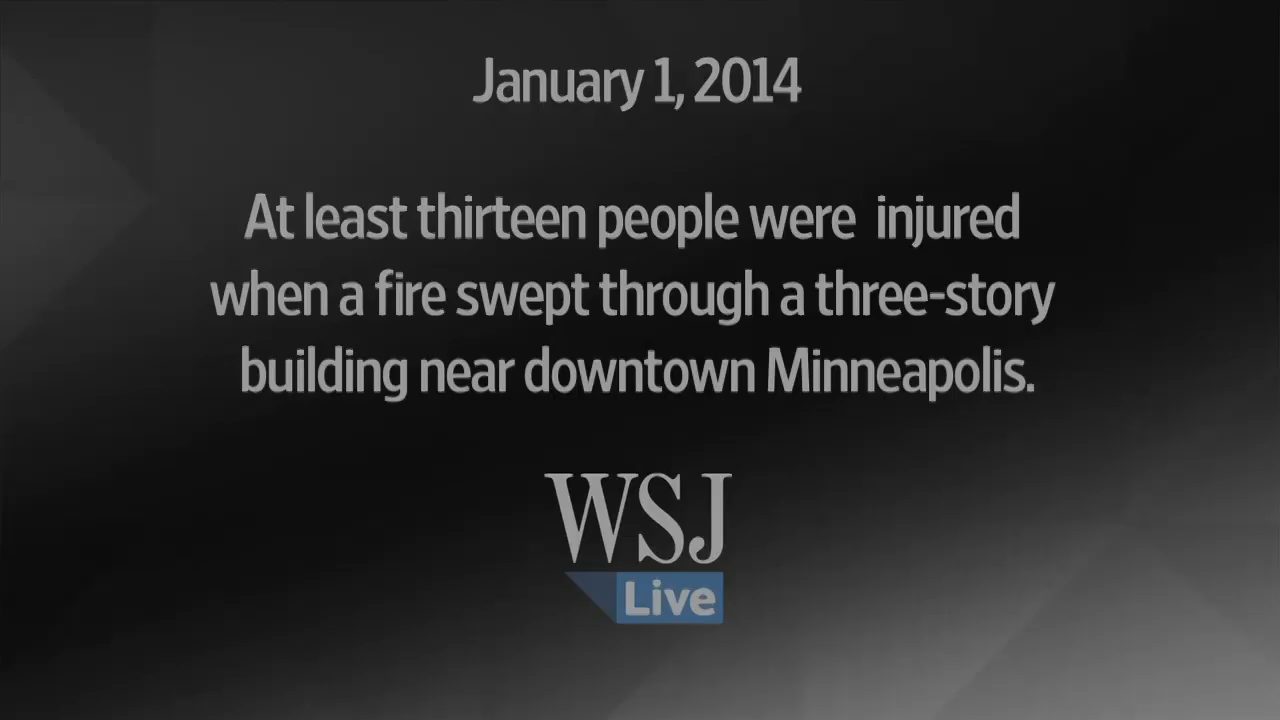 January 1, 2014
At least thirteen people were  injured
when a fire swept through a three-story
building near downtown Minneapolis.
WSJ
Live